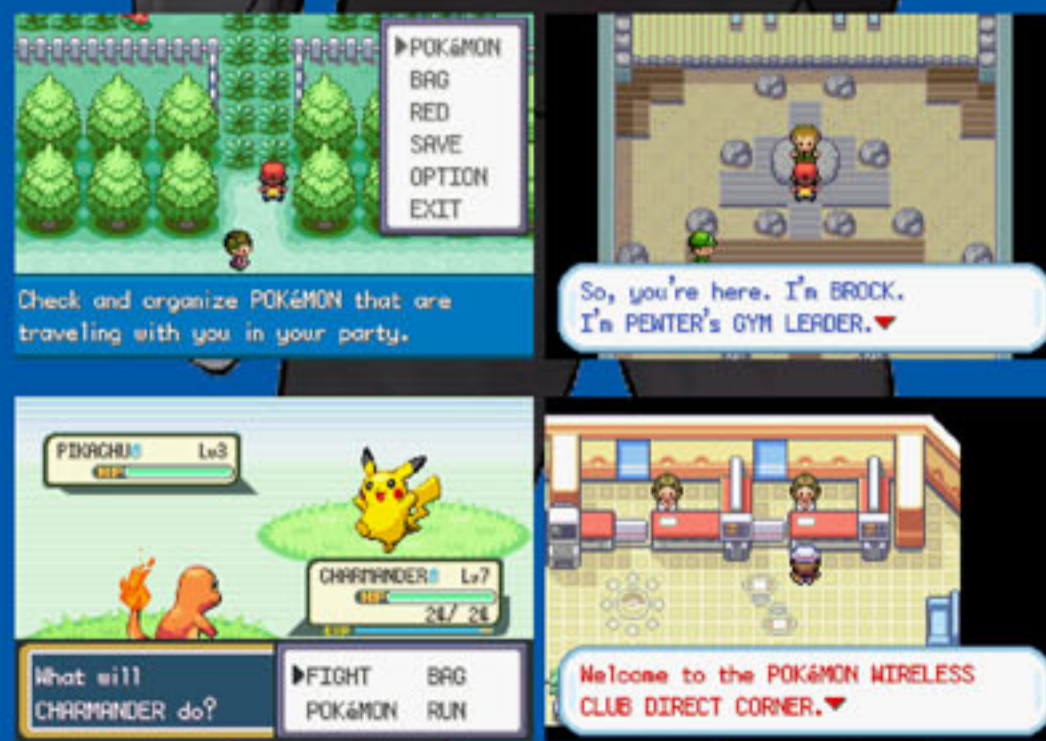 POKéMON
BAG
RED
SAVE
OPTION
EXIT
Check and organize POKéMON that are
traveling with you in your party.
So, you're here. I'm BROCK.
I'm PEWTER's GYM LEADER.
PIKACHU♂ Lv3
HP
CHARMANDER♂ Lv7
HP
24/ 24
EXP
What will
CHARMANDER do?
FIGHT BAG
POKéMON RUN
Welcome to the POKéMON WIRELESS
CLUB DIRECT CORNER.